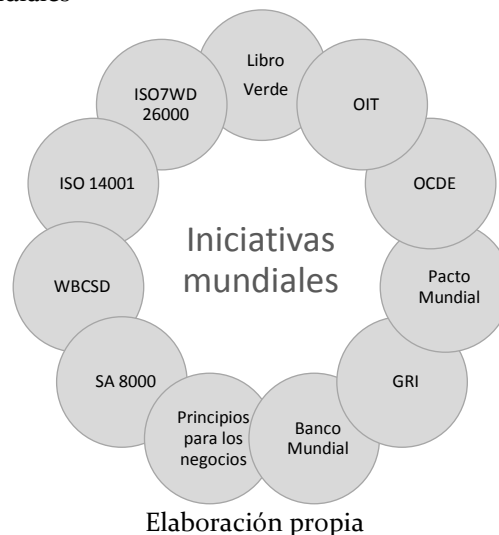 Libro
Verde
OIT
OCDE
Pacto
Mundial
GRI
Banco
Mundial
Principios
para los
negocios
SA 8000
WBCSD
ISO 14001
ISO7WD
26000
Iniciativas
mundiales
Elaboración propia